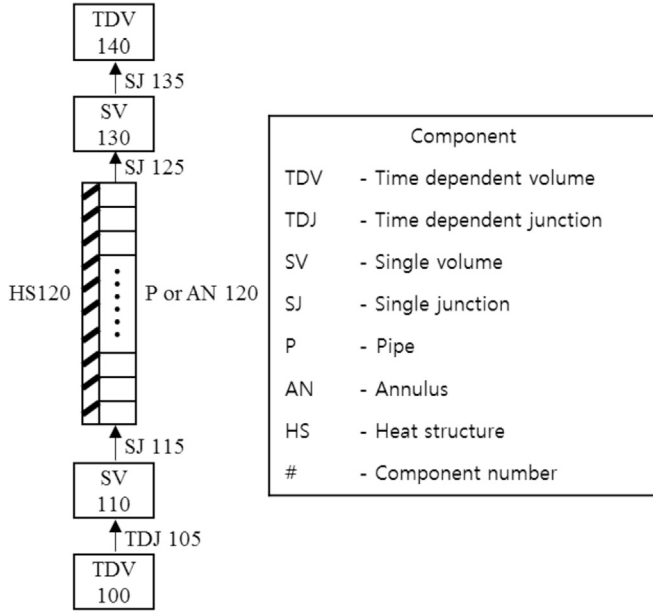 TDV
140
SJ 135
SV
130
SJ 125
HS120
P or AN 120
SJ 115
SV
110
TDJ 105
TDV
100
Component
TDV - Time dependent volume
TDJ - Time dependent junction
SV - Single volume
SJ - Single junction
P - Pipe
AN - Annulus
HS - Heat structure
# - Component number